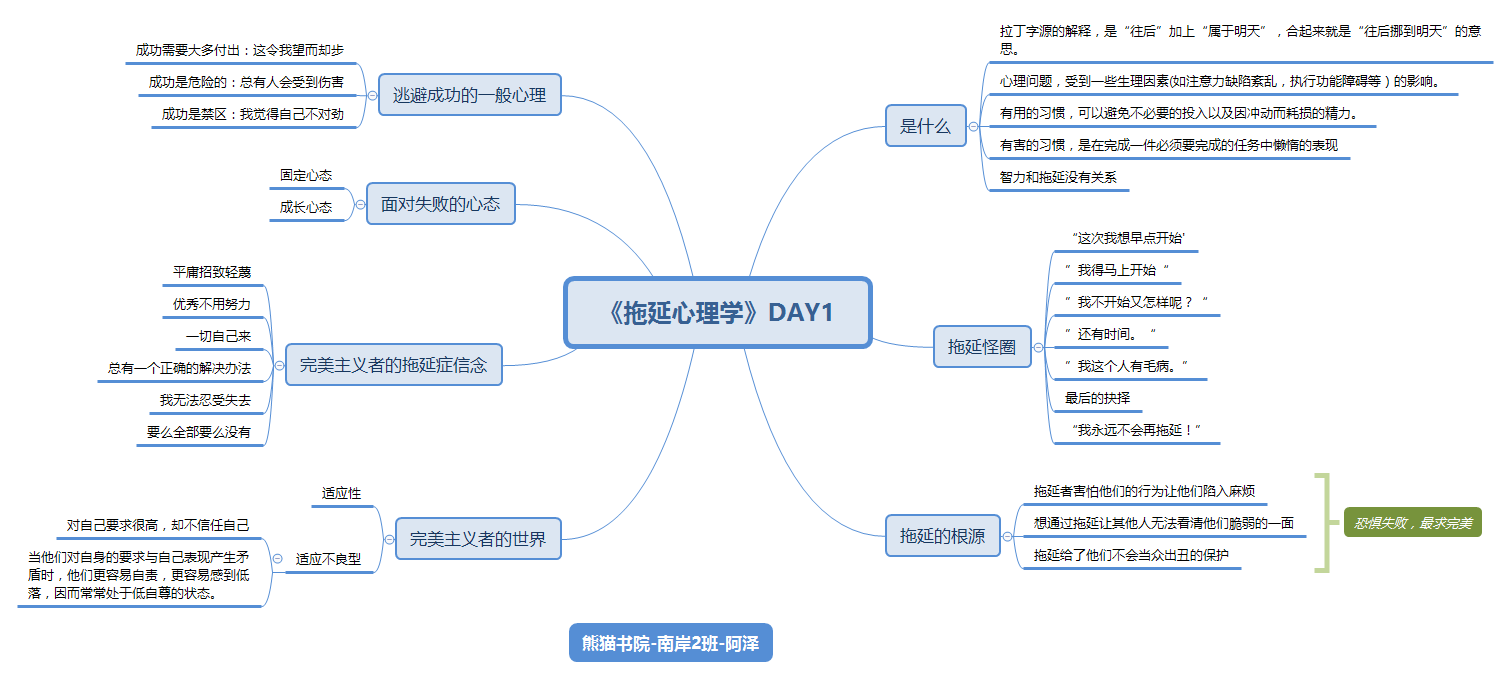 《拖延心理学》DAY1
是什么
拉丁字源的解释，是“往后”加上“属于明天”，合起来就是“往后挪到明天”的意
思。
心理问题，受到一些生理因素(如注意力缺陷紊乱，执行功能障碍等）的影响。
有用的习惯，可以避免不必要的投入以及因冲动而耗损的精力。
有害的习惯，是在完成一件必须要完成的任务中懒惰的表现
智力和拖延没有关系
拖延怪圈
“这次我想早点开始'
”我得马上开始“
”我不开始又怎样呢？“
”还有时间。“
”我这个人有毛病。”
最后的抉择
“我永远不会再拖延！”
拖延的根源
拖延者害怕他们的行为让他们陷入麻烦
想通过拖延让其他人无法看清他们脆弱的一面
拖延给了他们不会当众出丑的保护
恐惧失败，最求完美
逃避成功的一般心理
成功需要大多付出：这令我望而却步
成功是危险的：总有人会受到伤害
成功是禁区：我觉得自己不对劲
面对失败的心态
固定心态
成长心态
完美主义者的拖延症信念
平庸招致轻蔑
优秀不用努力
一切自己来
总有一个正确的解决办法
我无法忍受失去
要么全部要么没有
完美主义者的世界
适应性
适应不良型
对自己要求很高，却不信任自己
当他们对自身的要求与自己表现产生矛
盾时，他们更容易自责，更容易感到低
落，因而常常处于低自尊的状态。
熊猫书院-南岸2班-阿泽